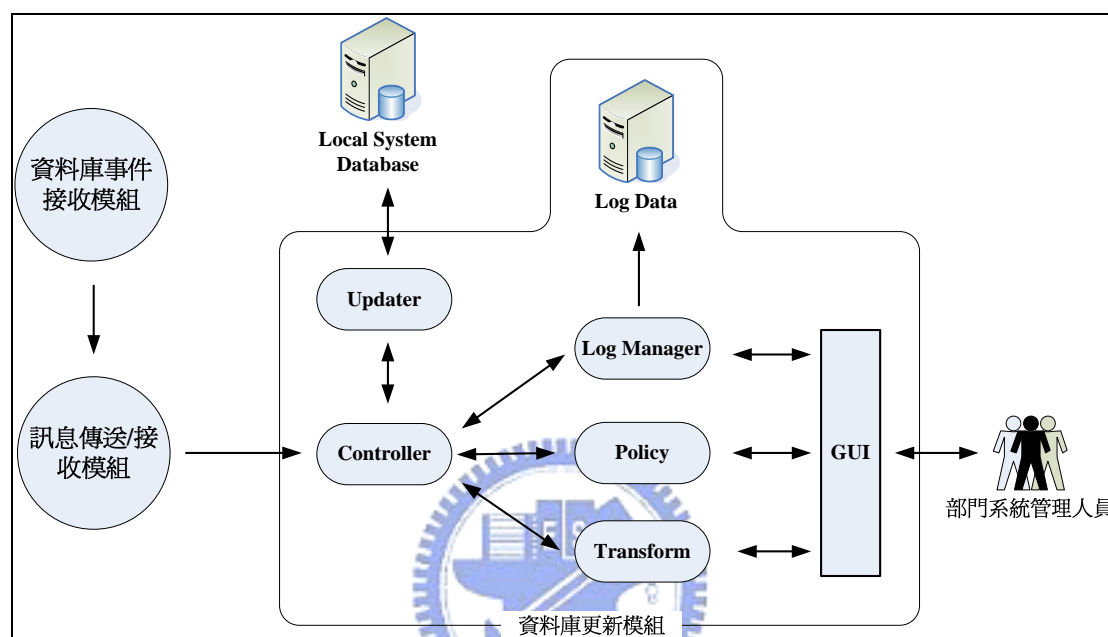 Local System
Database
Log Data
資料庫事件
接收模組
Updater
Log Manager
訊息傳送/接
收模組
Controller
Policy
GUI
部門系統管理人員
Transform
資料庫更新模組